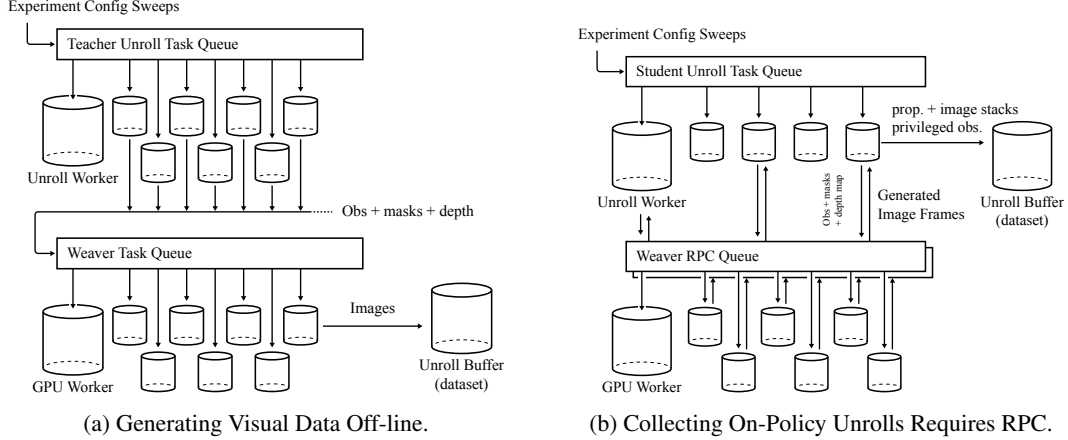 Experiment Config Sweeps
Teacher Unroll Task Queue
Unroll Worker
Obs + masks + depth
Weaver Task Queue
Images
GPU Worker
Unroll Buffer
(dataset)
(a) Generating Visual Data Off-line.
Experiment Config Sweeps
Student Unroll Task Queue
prop. + image stacks
privileged obs.
Unroll Worker
Obs + masks
+ depth map
Generated
Image Frames
Unroll Buffer
(dataset)
Weaver RPC Queue
GPU Worker
(b) Collecting On-Policy Unrolls Requires RPC.